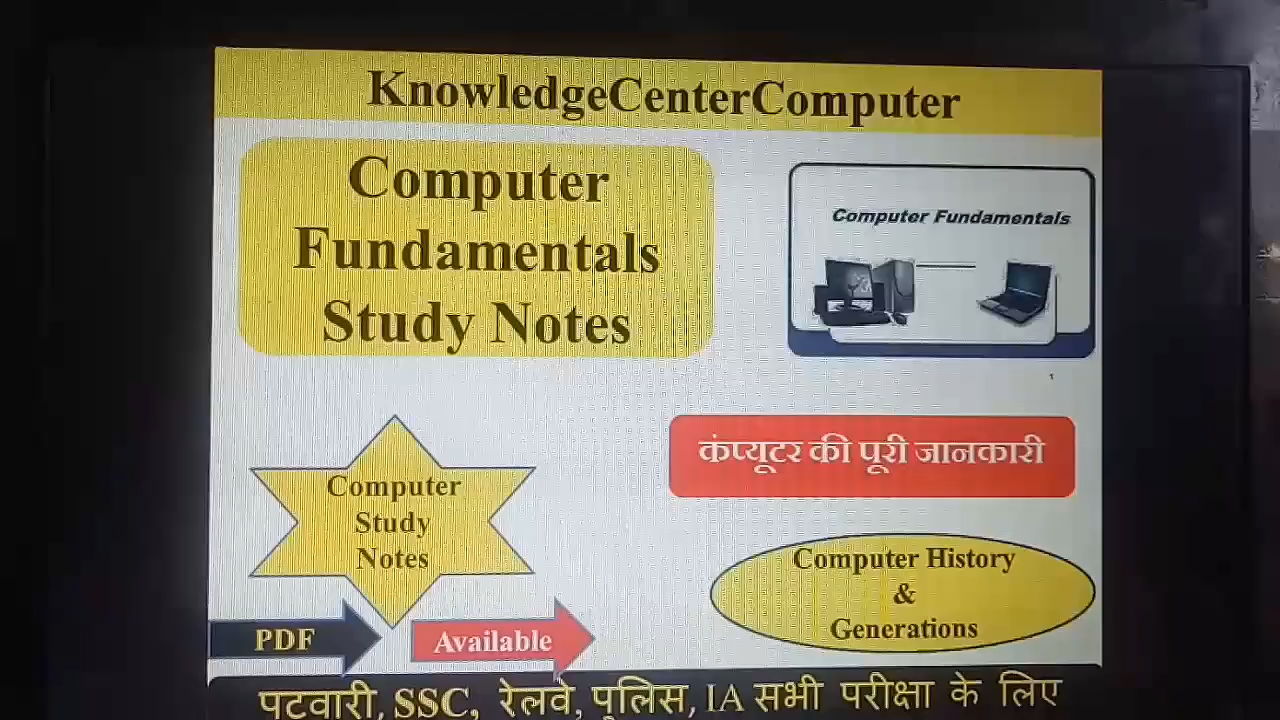 KnowledgeCenterComputer
Computer
Fundamentals
Study Notes
Computer Fundamentals
1
कंप्यूटर की पूरी जानकारी
Computer
Study
Notes
Computer History
&
Generations
PDF
Available
पटवारी, SSC, रेलवे, पुलिस, IA सभी परीक्षा के लिए